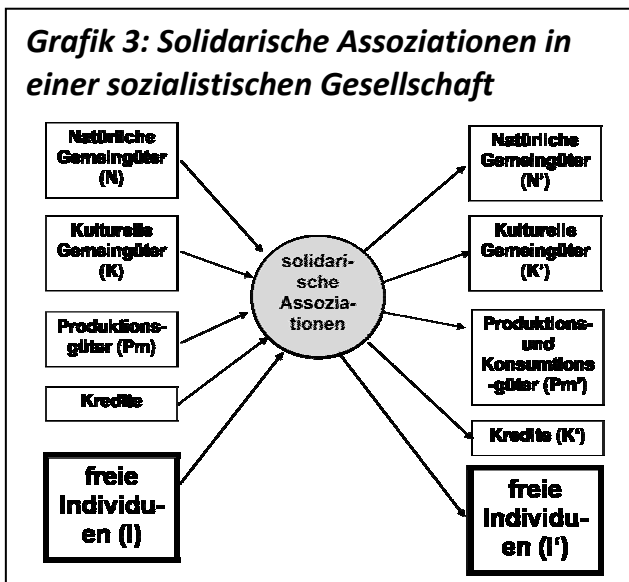 Grafik 3: Solidarische Assoziationen in
einer sozialistischen Gesellschaft
Natürliche
Gemeingüter
(N)
Kulturelle
Gemeingüter
(K)
Produktions-
güter (Pm)
Kredite
freie
Individu-
en (I)
solidari-
sche
Assozia-
tionen
Natürliche
Gemeingüter
(N’)
Kulturelle
Gemeingüter
(K’)
Produktions-
und
Konsumtions
-güter (Pm’)
Kredite (K‘)
freie
Individu-
en (I‘)